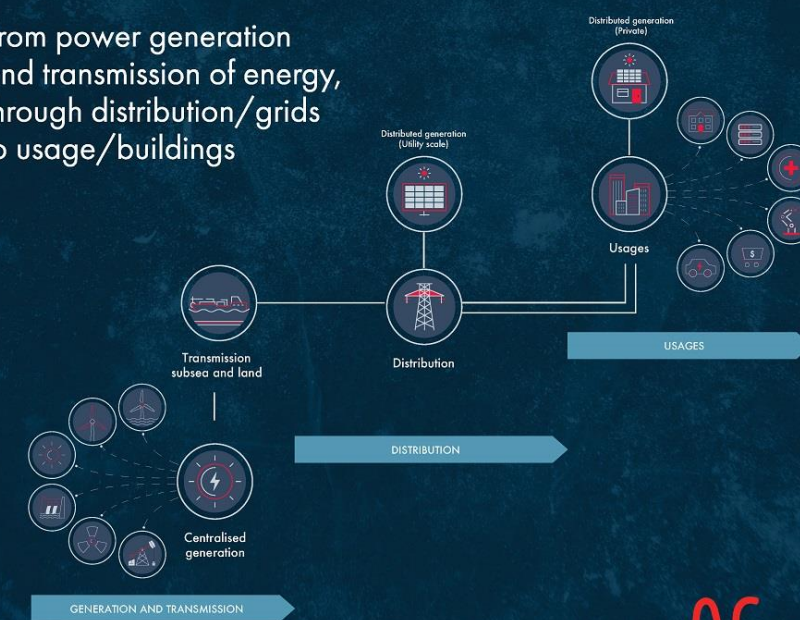 rom power generation
nd transmission of energy,
hrough distribution/grids
o usage/buildings
Distributed generation
(Private)
Distributed generation
(Utility scale)
$
Usages
Transmission
subsea and land
Distribution
USAGES
DISTRIBUTION
Centralised
generation
GENERATION AND TRANSMISSION